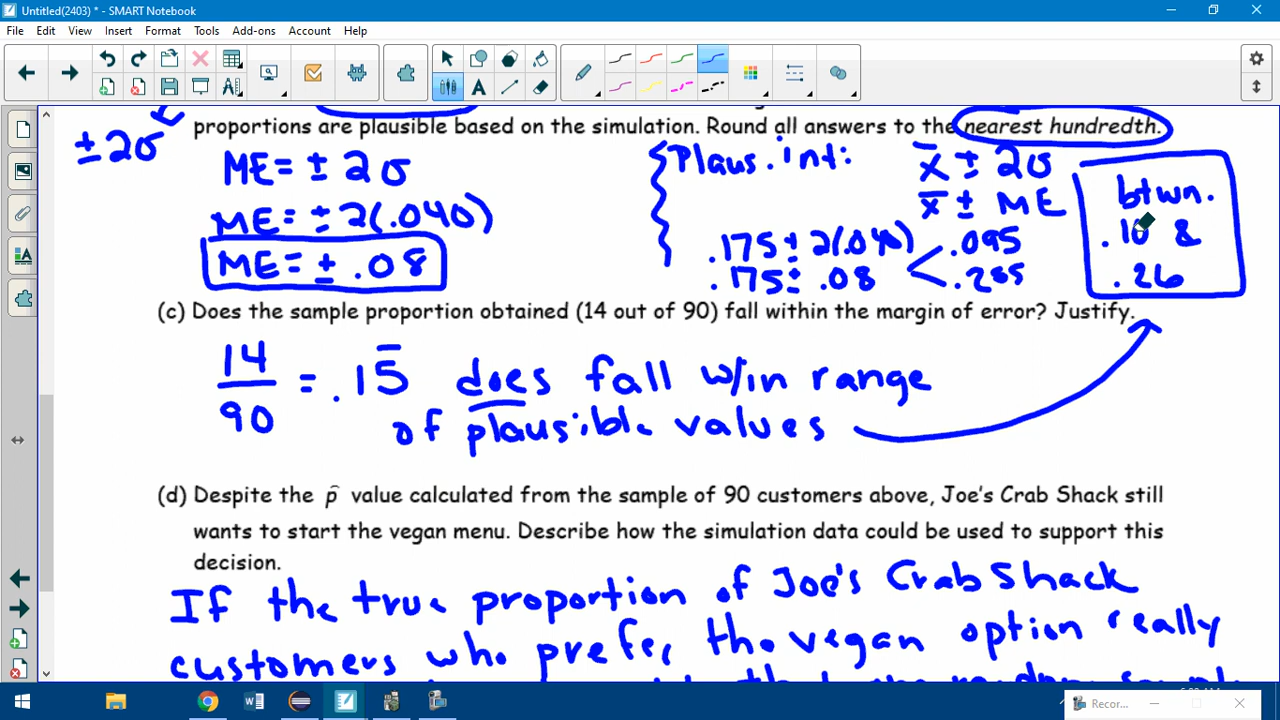 Untitled(2403) * - SMART Notebook
File Edit View Insert Format Tools Add-ons Account Help
proportions are plausible based on the simulation. Round all answers to the nearest hundredth.
± 2σ
ME = ± 2σ
ME = ± 2(.040)
ME = ± .08
Plaus. int:
x̅ ± 2σ
x̅ ± ME
.175 ± 2(.040) < .095
.175 ± .08 .255
btwn.
.10 &
.26
(c) Does the sample proportion obtained (14 out of 90) fall within the margin of error? Justify.
14/90 = .15̅ does fall w/in range
of plausible values
(d) Despite the p̂ value calculated from the sample of 90 customers above, Joe's Crab Shack still
wants to start the vegan menu. Describe how the simulation data could be used to support this
decision.
If the true proportion of Joe's Crab Shack
customers who prefer the vegan option really
Recor...